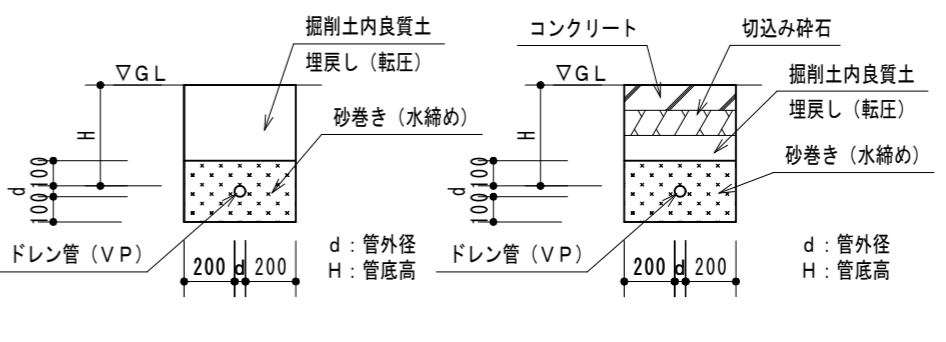 掘削土内良質土
埋戻し（転圧）
▽ＧＬ
砂巻き（水締め）
H
100
d
100
ドレン管（ＶＰ）
200 d 200
ｄ：管外径
Ｈ：管底高
コンクリート
切込み砕石
▽ＧＬ
掘削土内良質土
埋戻し（転圧）
砂巻き（水締め）
H
100
d
100
ドレン管（ＶＰ）
200 d 200
ｄ：管外径
Ｈ：管底高